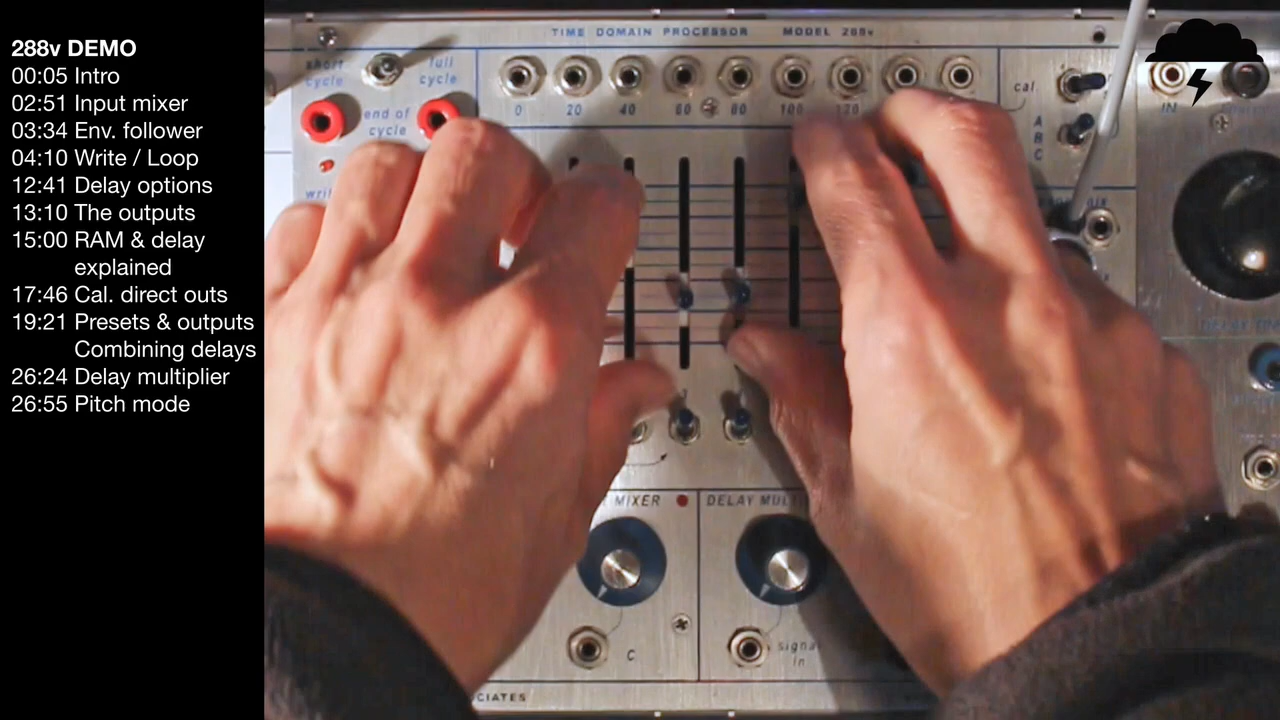 288v DEMO
00:05 Intro
02:51 Input mixer
03:34 Env. follower
04:10 Write / Loop
12:41 Delay options
13:10 The outputs
15:00 RAM & delay
explained
17:46 Cal. direct outs
19:21 Presets & outputs
Combining delays
26:24 Delay multiplier
26:55 Pitch mode
TIME DOMAIN PROCESSOR MODEL 288v
short cycle
full cycle
end of cycle
0 20 40 60 80 100 120
cal
A
B
C
IN
MIXER
DELAY
C
signal in